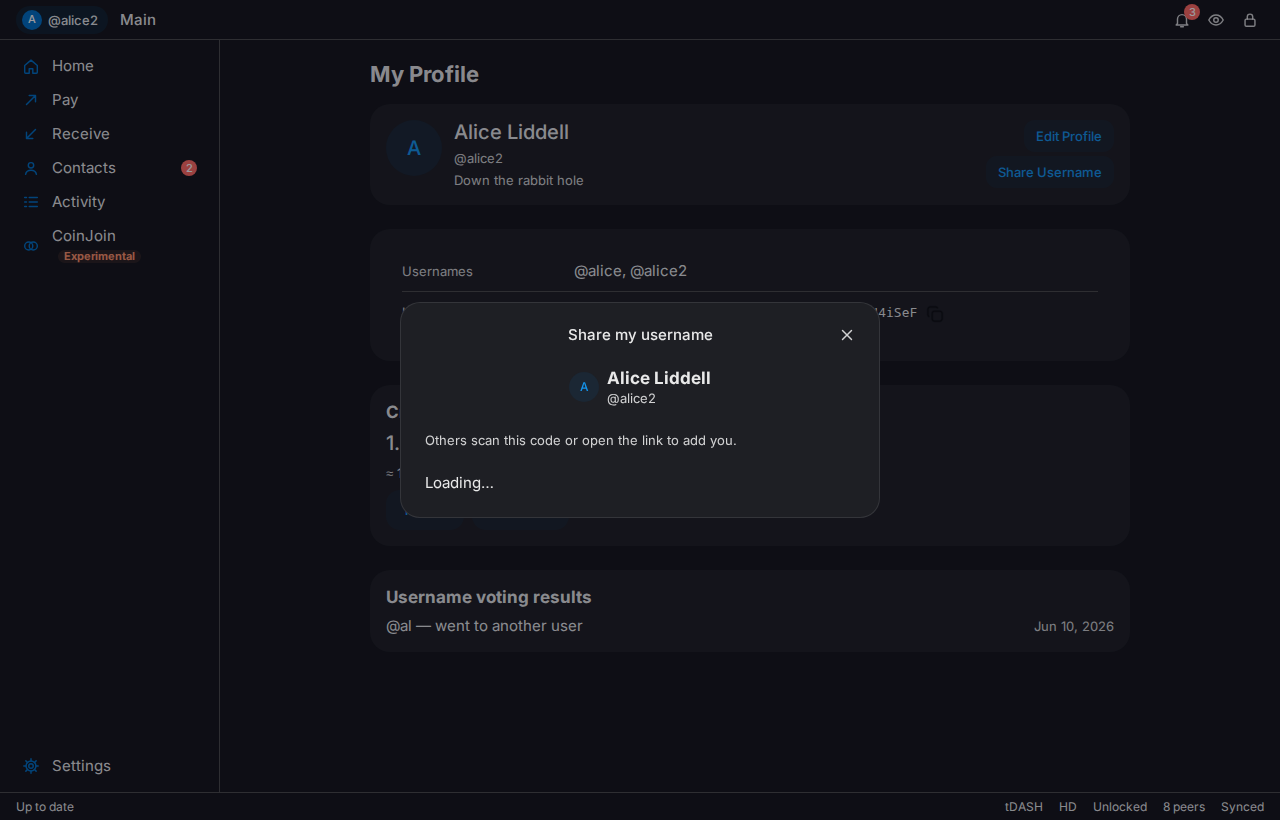 A @alice2 Main 3
Home
Pay
Receive
Contacts 2
Activity
CoinJoin
Experimental
Settings
My Profile
A
Alice Liddell
@alice2
Down the rabbit hole
Edit Profile
Share Username
Usernames @alice, @alice2
4iSeF
Share my username
A
Alice Liddell
@alice2
Others scan this code or open the link to add you.
Loading...
1.
Username voting results
@al — went to another user Jun 10, 2026
Up to date tDASH HD Unlocked 8 peers Synced